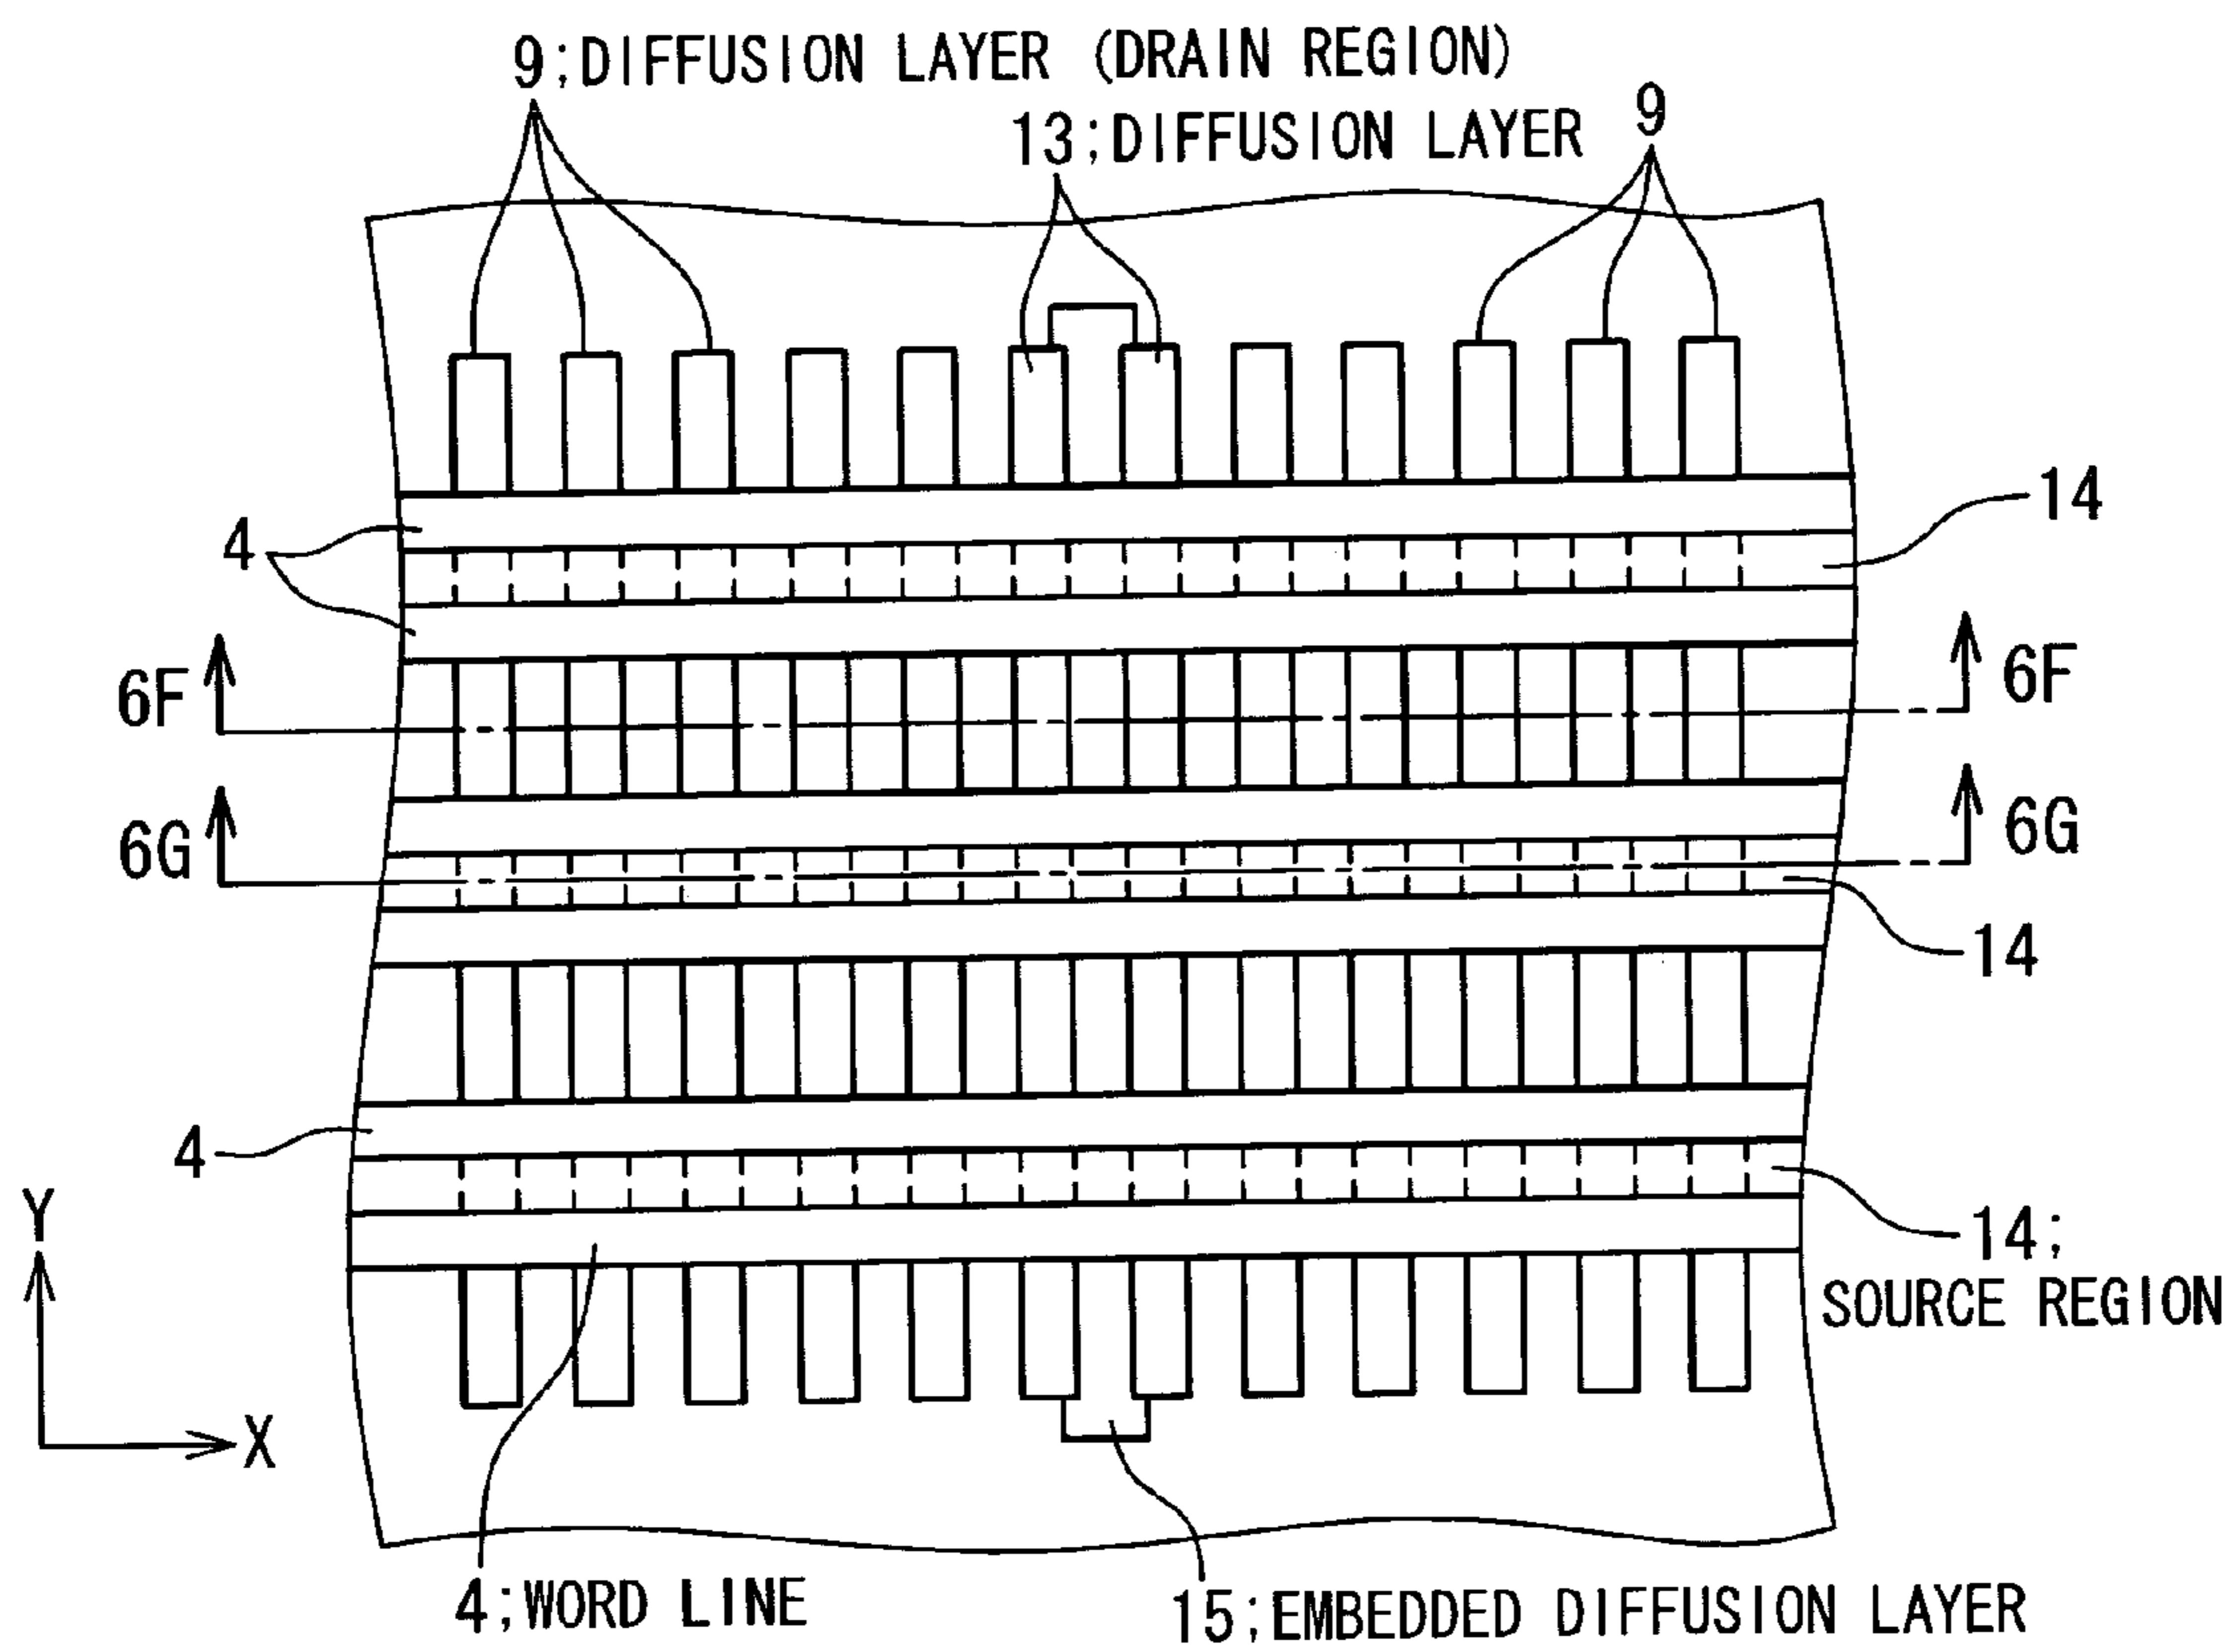 9;DIFFUSION LAYER (DRAIN REGION)
13;DIFFUSION LAYER
9
4
14
6F
6F
6G
6G
14
4
14;
SOURCE REGION
Y
X
4;WORD LINE
15;EMBEDDED DIFFUSION LAYER